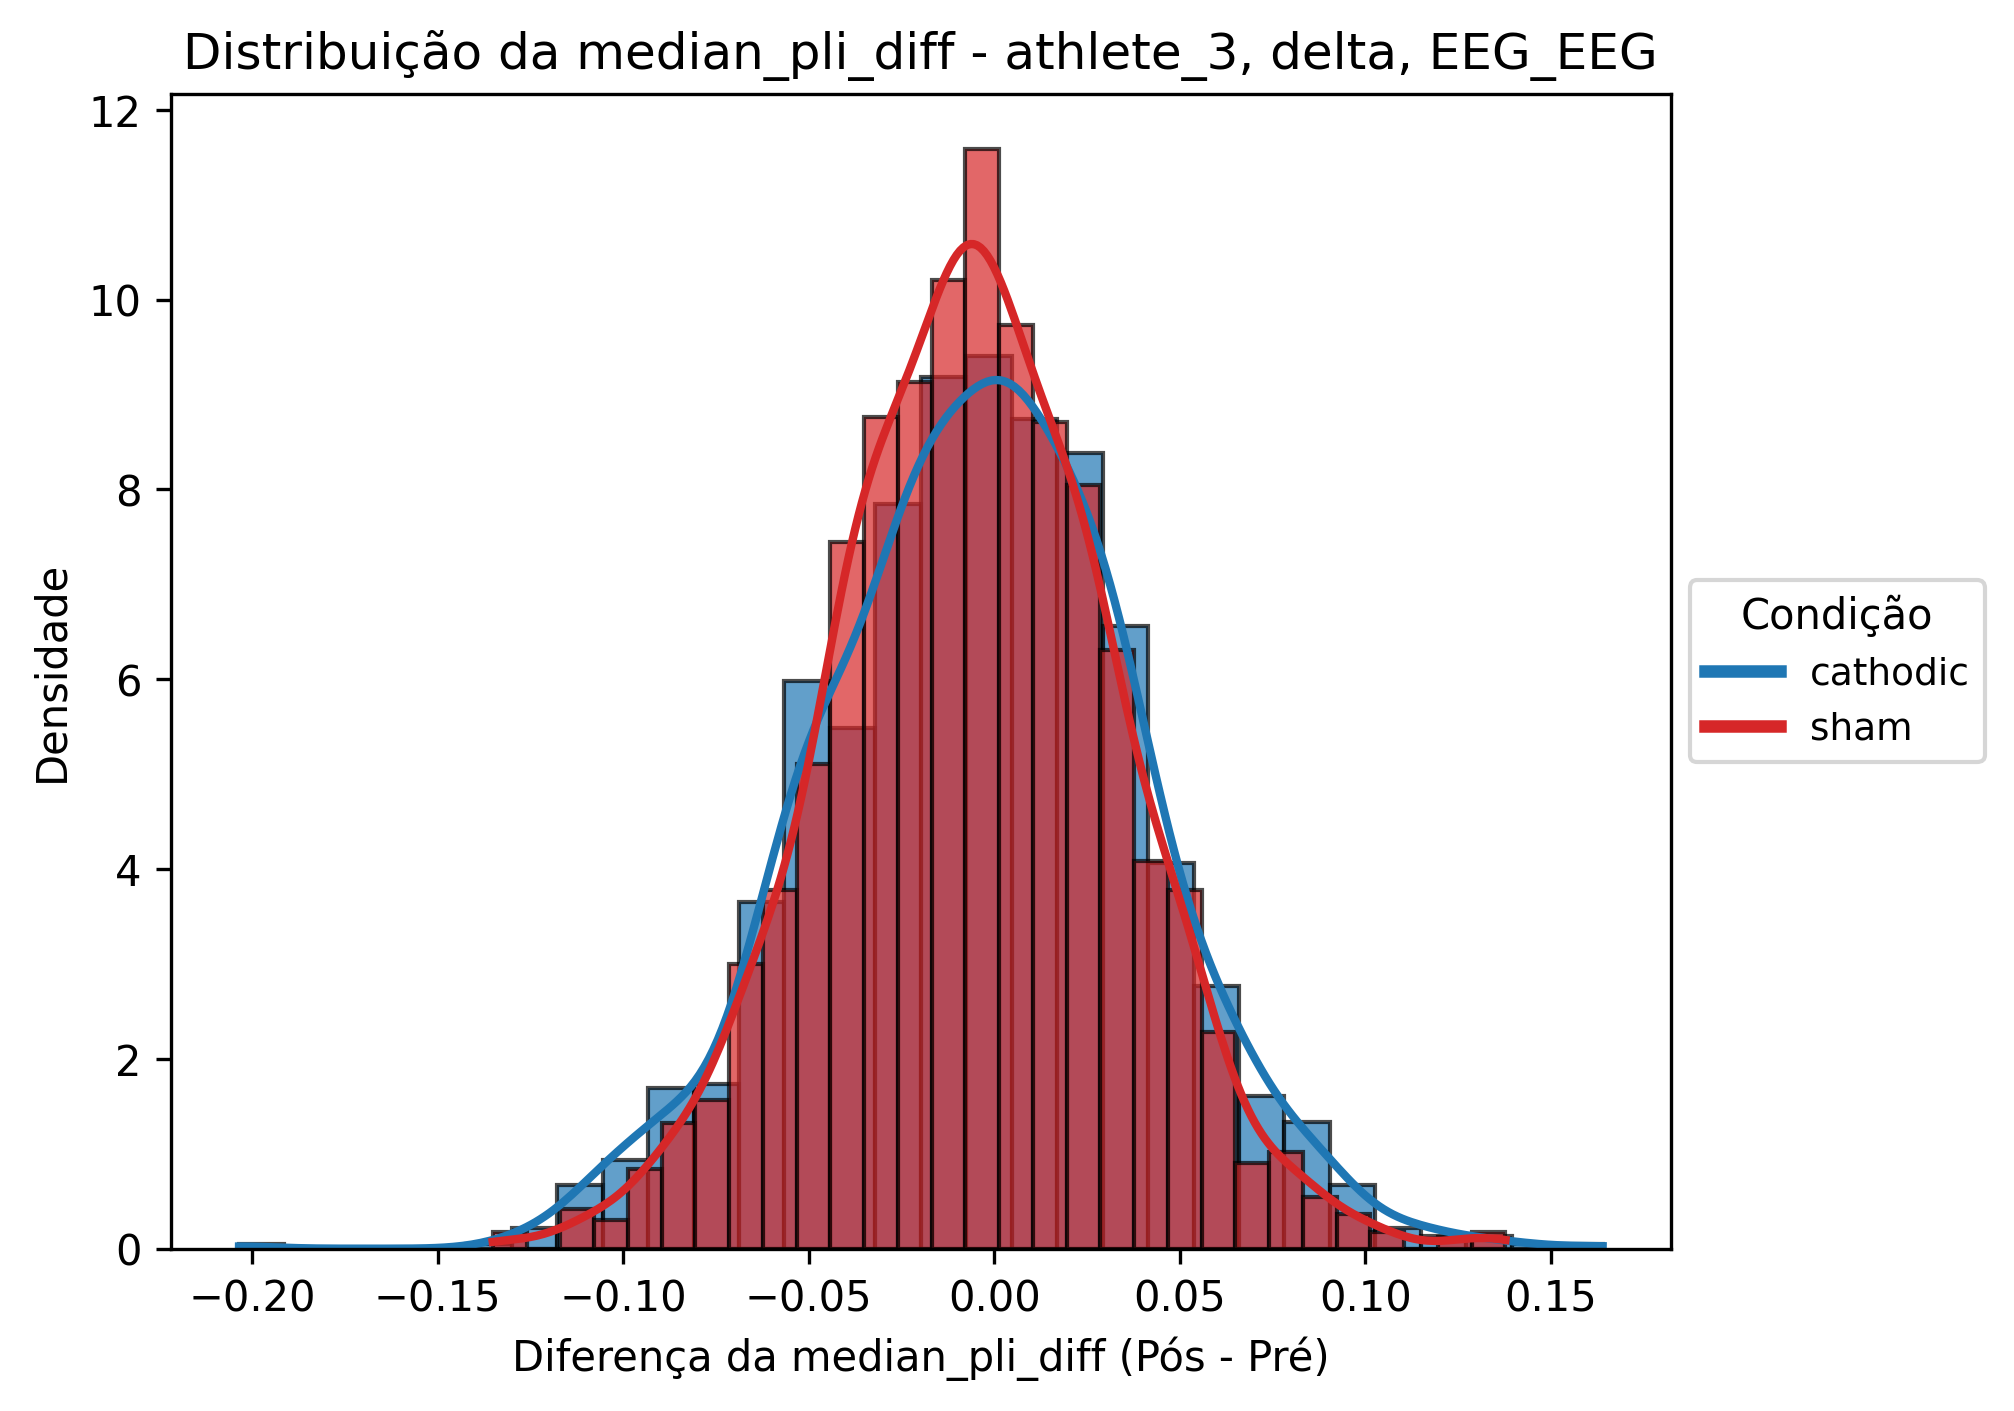 Distribuição da median_pli_diff - athlete_3, delta, EEG_EEG
12
10
8
6
4
2
0
Densidade
−0.20
−0.15
−0.10
−0.05
0.00
0.05
0.10
0.15
Diferença da median_pli_diff (Pós - Pré)
Condição
cathodic
sham